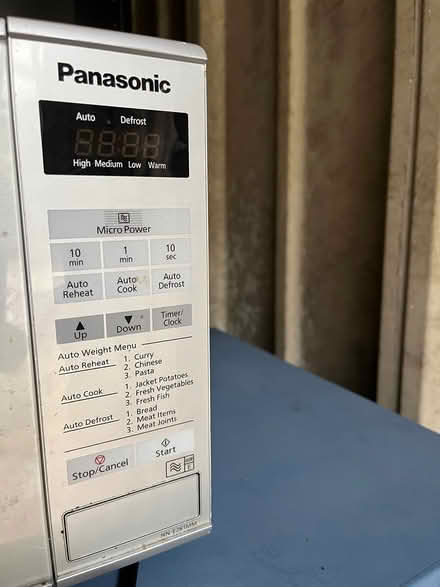 Panasonic
Auto Defrost
88:88
High Medium Low Warm
Micro Power
10 min
1 min
10 sec
Auto Reheat
Auto Cook
Auto Defrost
Up
Down
Timer/Clock
Auto Weight Menu
Auto Reheat
1. Curry
2. Chinese
3. Pasta
Auto Cook
1. Jacket Potatoes
2. Fresh Vegetables
3. Fresh Fish
Auto Defrost
1. Bread
2. Meat Items
3. Meat Joints
Stop/Cancel
Start